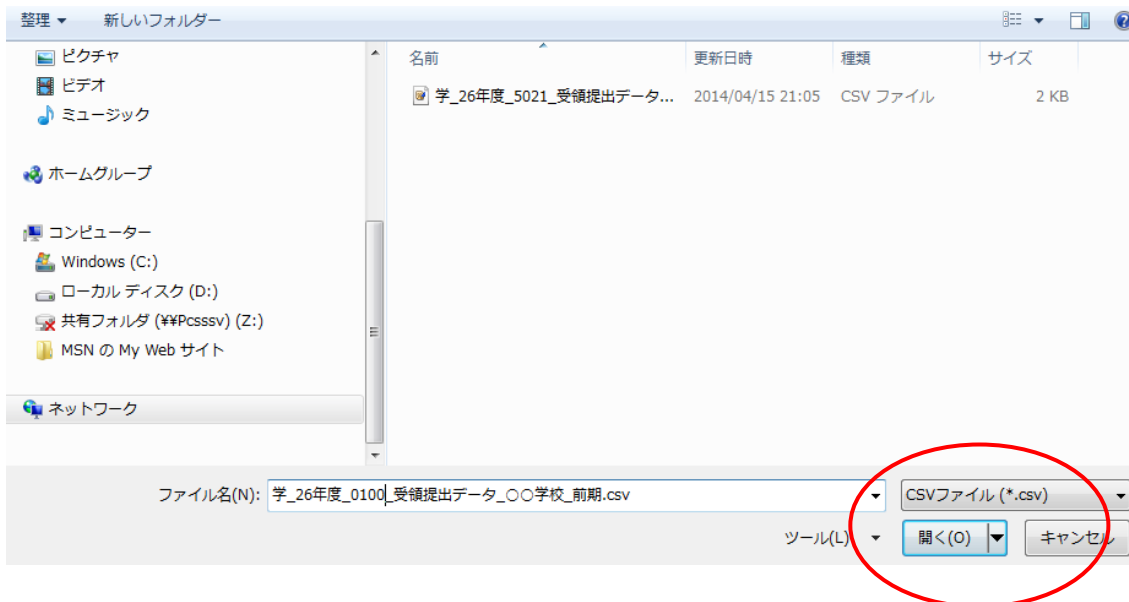 整理 新しいフォルダー
ピクチャ
ビデオ
ミュージック
ホームグループ
コンピューター
Windows (C:)
ローカル ディスク (D:)
共有フォルダ (¥¥Pcsssv) (Z:)
MSN の My Web サイト
ネットワーク
名前 更新日時 種類 サイズ
学_26年度_5021_受領提出データ... 2014/04/15 21:05 CSV ファイル 2 KB
ファイル名(N): 学_26年度_0100_受領提出データ_○○学校_前期.csv CSVファイル (*.csv)
ツール(L) 開く(O) キャンセル